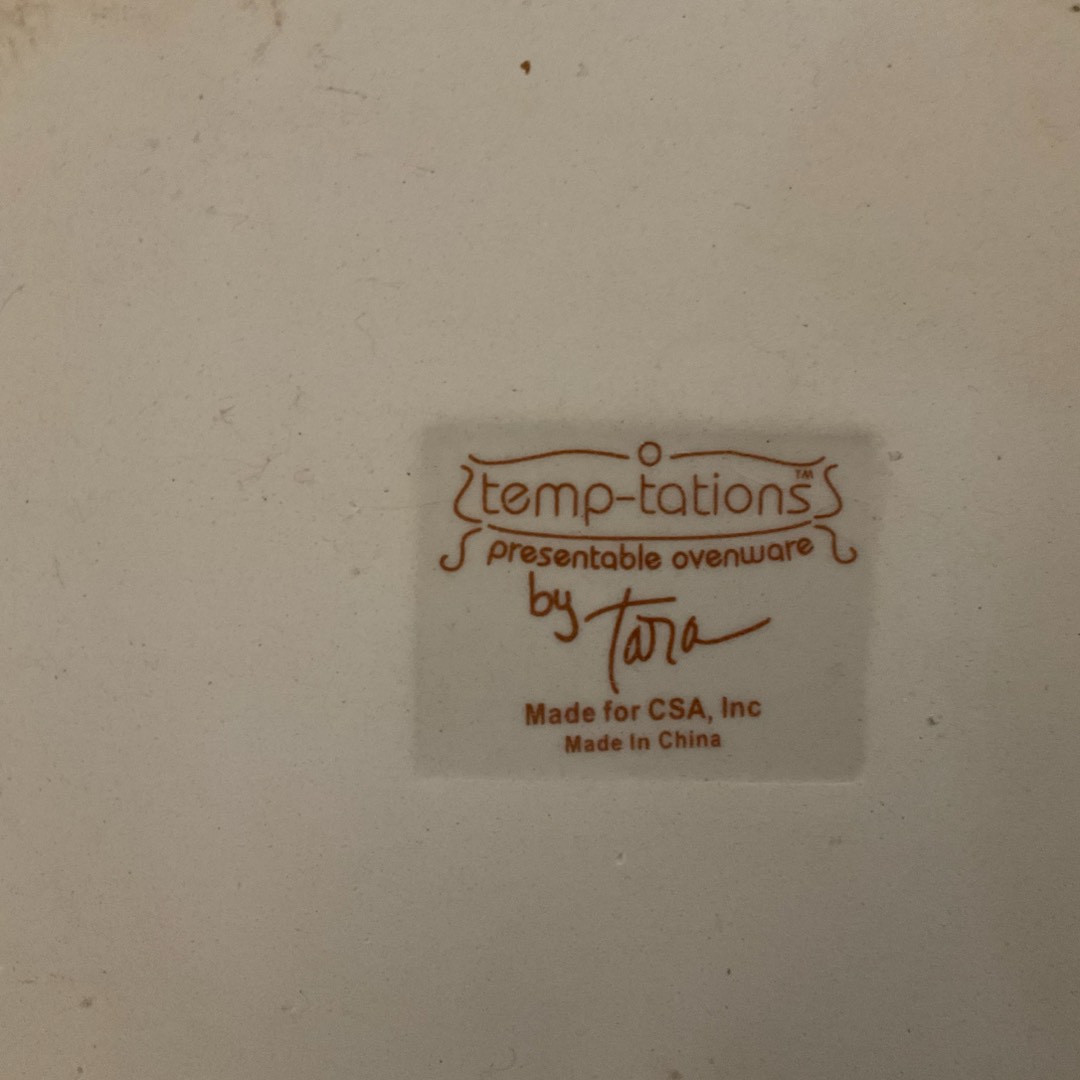 temp-tations™
presentable ovenware
by Tara
Made for CSA, Inc
Made In China